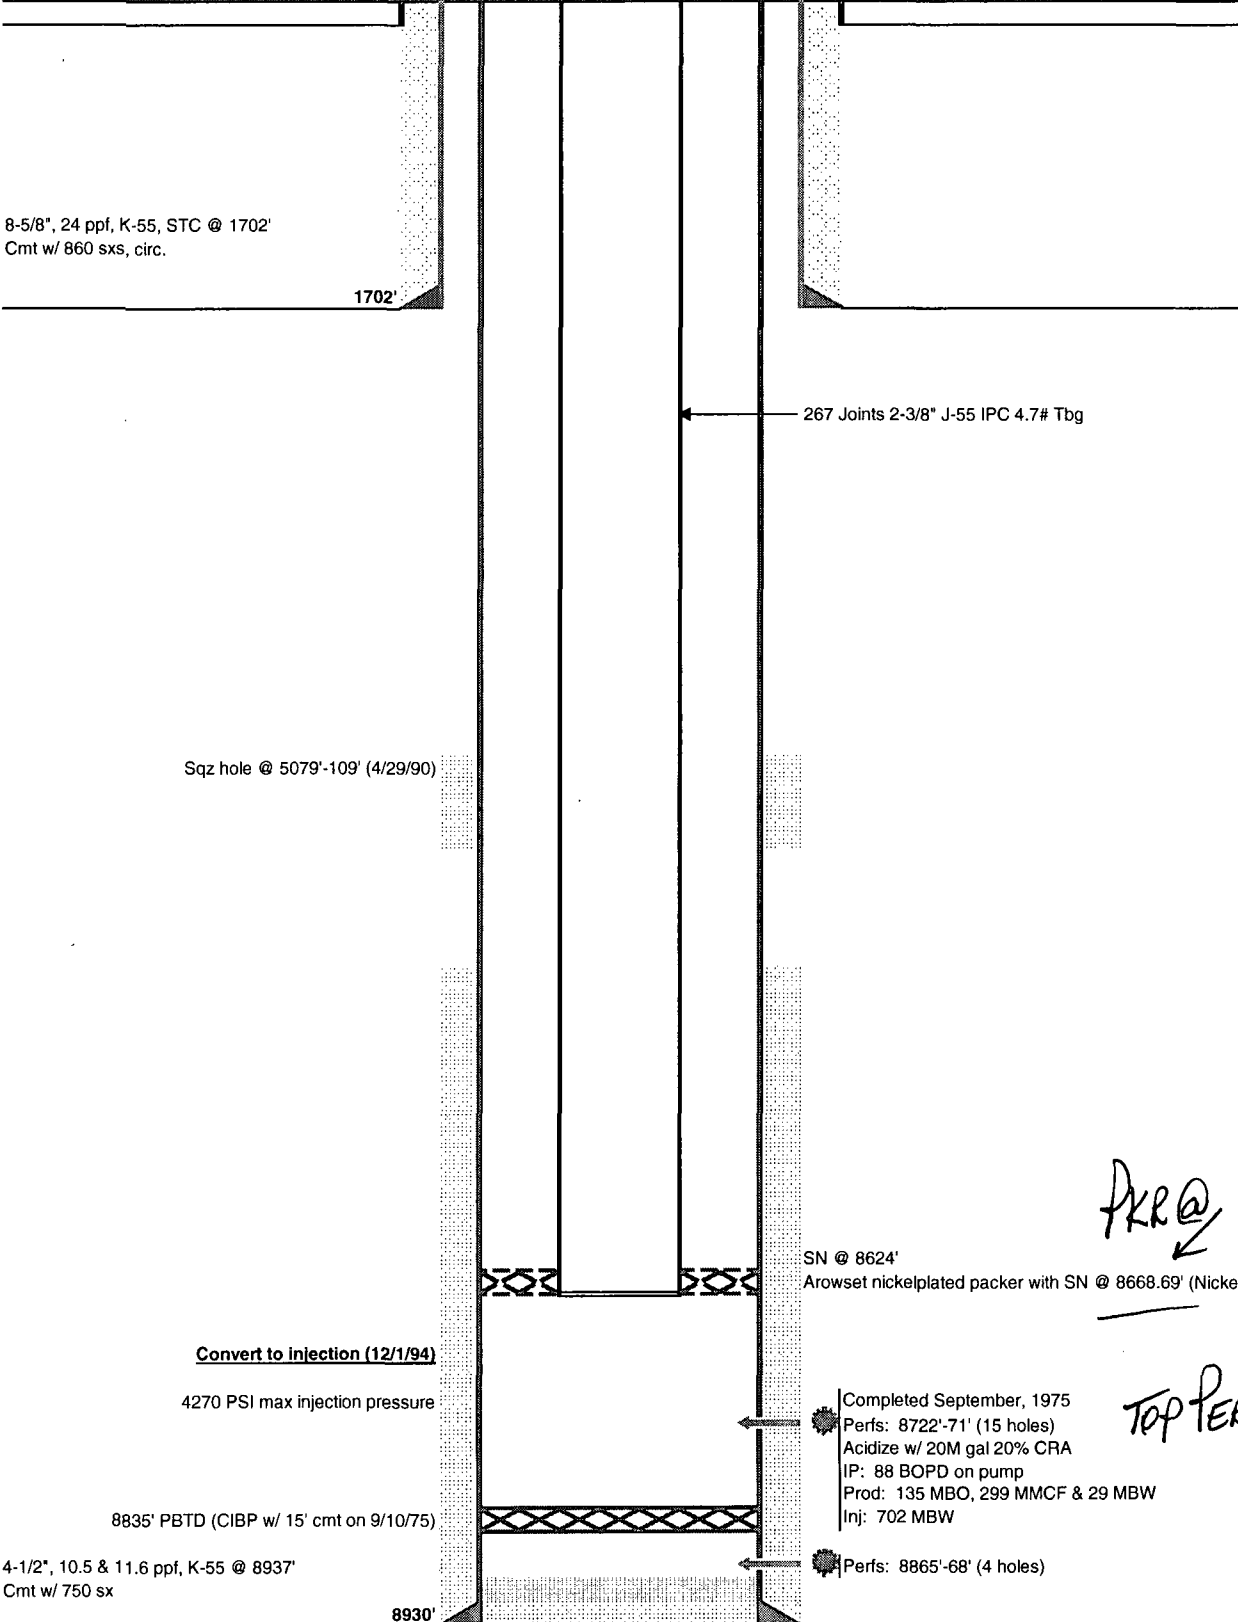 8-5/8", 24 ppf, K-55, STC @ 1702'
Cmt w/ 860 sxs, circ.
1702'
267 Joints 2-3/8" J-55 IPC 4.7# Tbg
Sqz hole @ 5079'-109' (4/29/90)
PKR @
SN @ 8624'
Arowset nickelplated packer with SN @ 8668.69' (Nicke
Convert to injection (12/1/94)
4270 PSI max injection pressure
Completed September, 1975
Perfs: 8722'-71' (15 holes)
TOP PER
Acidize w/ 20M gal 20% CRA
IP: 88 BOPD on pump
Prod: 135 MBO, 299 MMCF & 29 MBW
Inj: 702 MBW
8835' PBTD (CIBP w/ 15' cmt on 9/10/75)
4-1/2", 10.5 & 11.6 ppf, K-55 @ 8937'
Cmt w/ 750 sx
Perfs: 8865'-68' (4 holes)
8930'